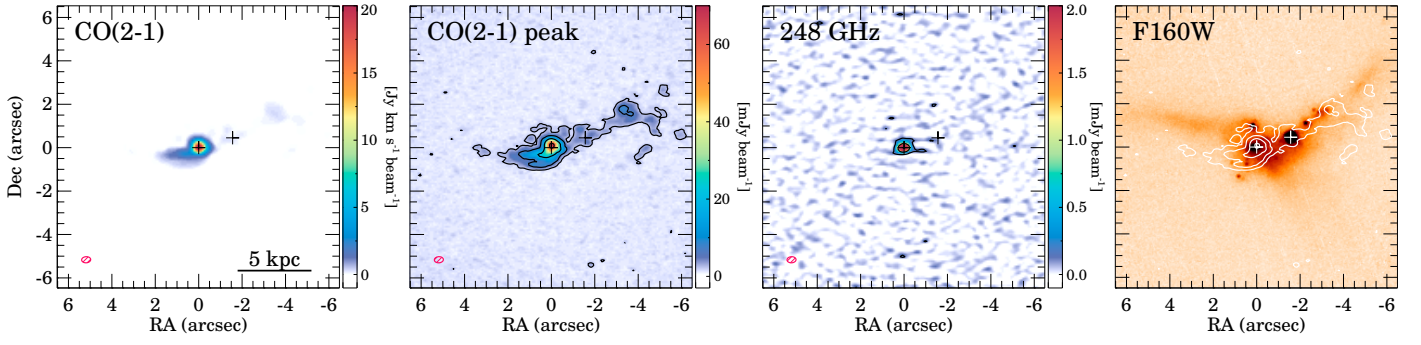 CO(2-1)
5 kpc
Dec (arcsec)
6
4
2
0
-2
-4
-6
6 4 2 0 -2 -4 -6
RA (arcsec)
20
15
10
5
0
[Jy km s⁻¹ beam⁻¹]
CO(2-1) peak
6 4 2 0 -2 -4 -6
RA (arcsec)
60
40
20
0
[mJy beam⁻¹]
248 GHz
6 4 2 0 -2 -4 -6
RA (arcsec)
2.0
1.5
1.0
0.5
0.0
[mJy beam⁻¹]
F160W
6 4 2 0 -2 -4 -6
RA (arcsec)